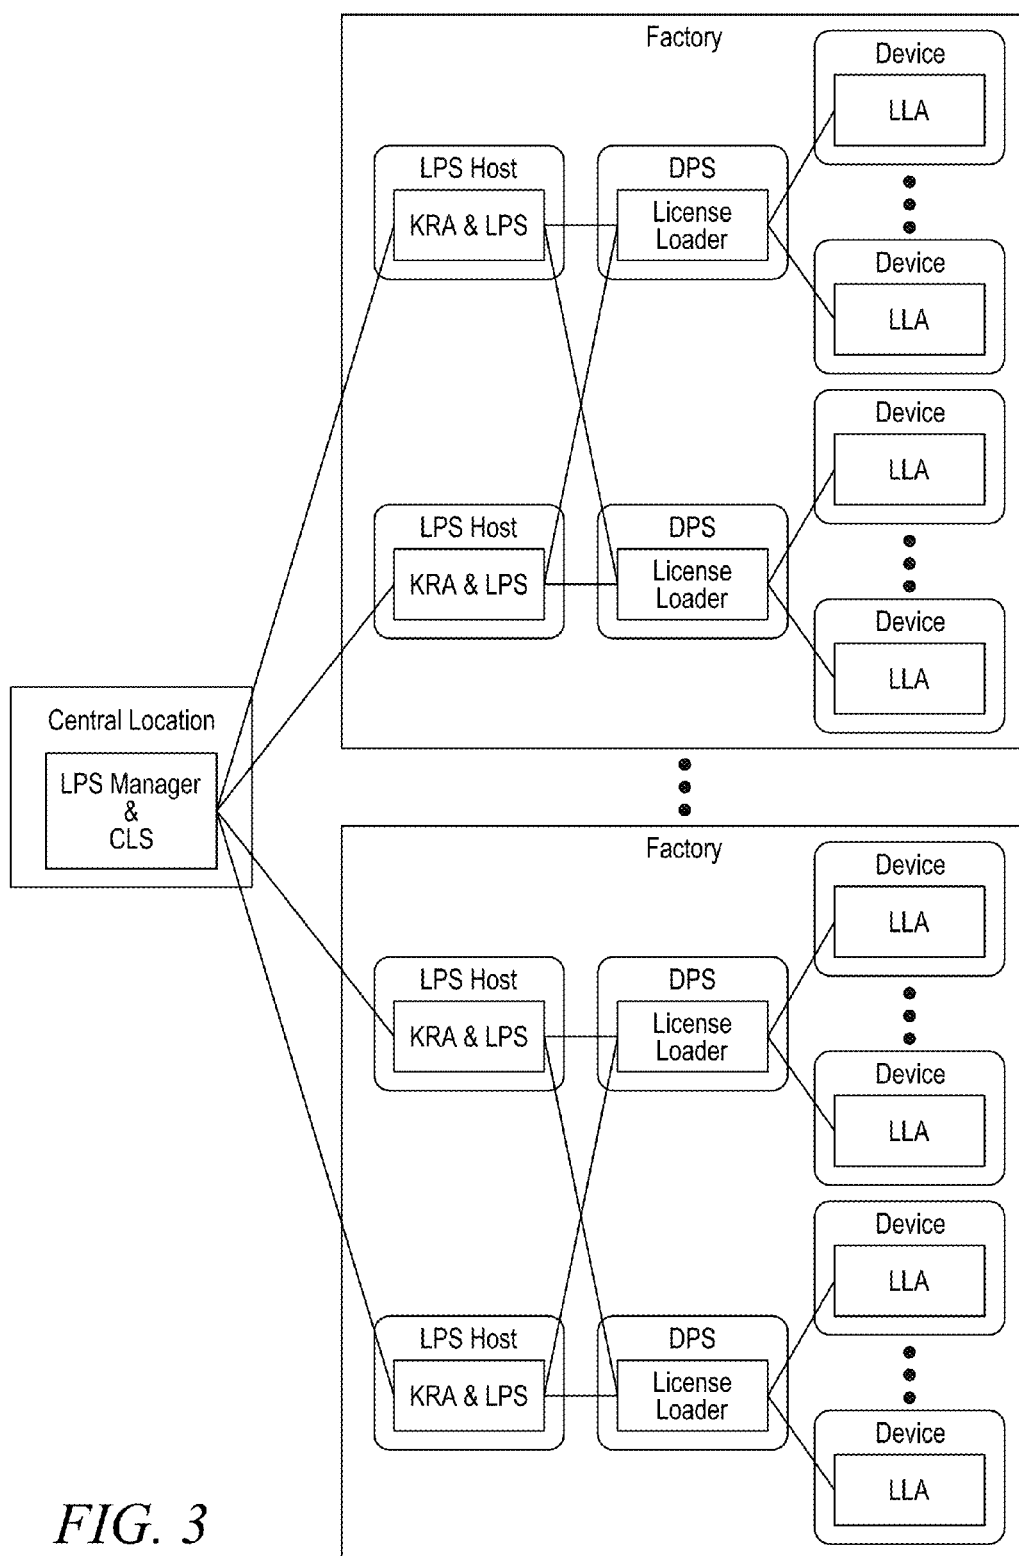 Factory
Device
LLA
LPS Host
DPS
KRA & LPS
License
Loader
Device
LLA
Device
LLA
LPS Host
DPS
KRA & LPS
License
Loader
Device
LLA
Central Location
LPS Manager
&
CLS
Factory
Device
LLA
LPS Host
DPS
KRA & LPS
License
Loader
Device
LLA
Device
LLA
LPS Host
DPS
KRA & LPS
License
Loader
Device
LLA
FIG. 3